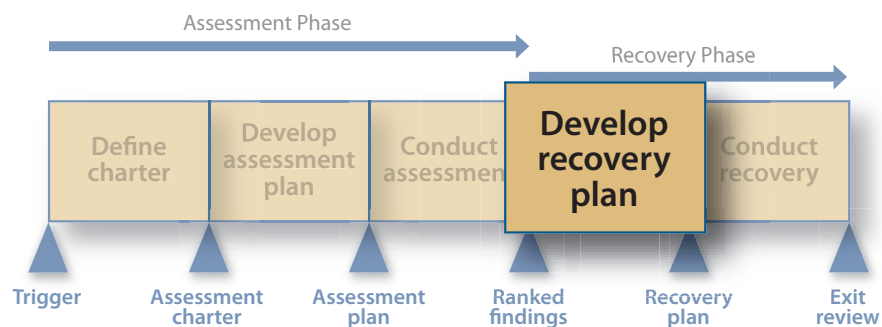 Assessment Phase
Recovery Phase
Define
charter
Develop
assessment
plan
Conduct
assessment
Develop
recovery
plan
Conduct
recovery
Trigger
Assessment
charter
Assessment
plan
Ranked
findings
Recovery
plan
Exit
review